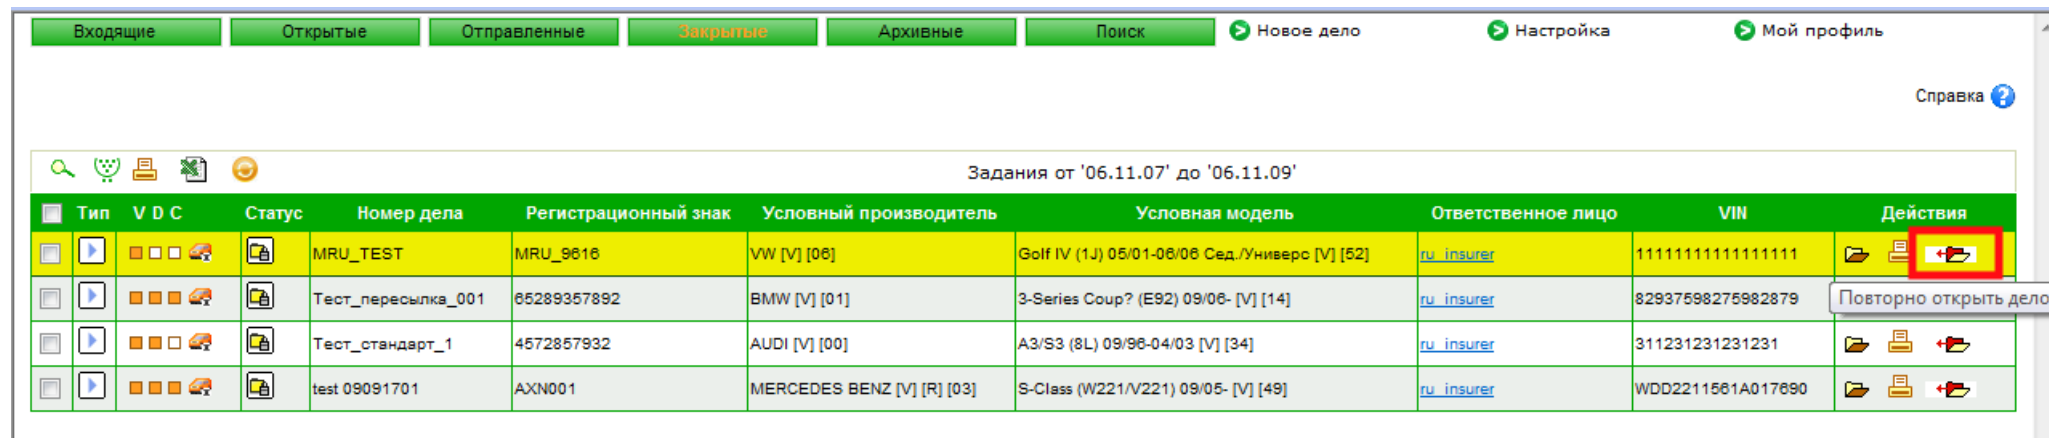 Входящие Открытые Отправленные Закрытые Архивные Поиск Новое дело Настройка Мой профиль
Справка
Задания от '06.11.07' до '06.11.09'
Тип V D C Статус Номер дела Регистрационный знак Условный производитель Условная модель Ответственное лицо VIN Действия
MRU_TEST MRU_9616 VW [V] [06] Golf IV (1J) 05/01-06/06 Сед./Универс [V] [52] ru_insurer 11111111111111111
Тест_пересылка_001 65289357892 BMW [V] [01] 3-Series Coup? (E92) 09/06- [V] [14] ru_insurer 82937598275982879 Повторно открыть дело
Тест_стандарт_1 4572857932 AUDI [V] [00] A3/S3 (8L) 09/96-04/03 [V] [34] ru_insurer 311231231231231
test 09091701 AXN001 MERCEDES BENZ [V] [R] [03] S-Class (W221/V221) 09/05- [V] [49] ru_insurer WDD2211561A017690